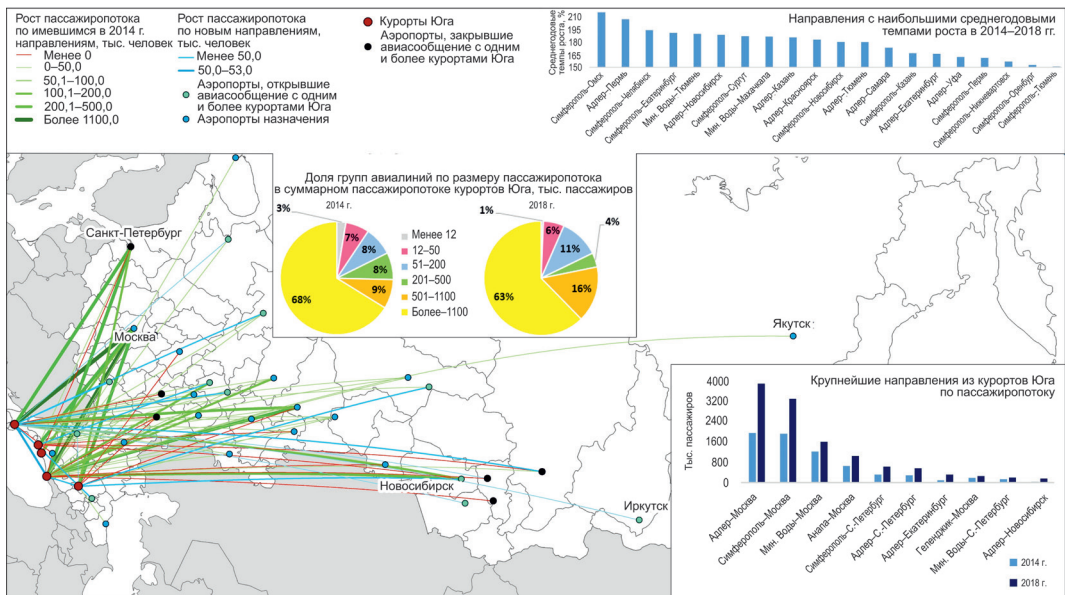 Рост пассажиропотока
по имевшимся в 2014 г.
направлениям, тыс. человек
Менее 0
0–50,0
50,1–100,0
100,1–200,0
200,1–500,0
Более 1100,0
Рост пассажиропотока
по новым направлениям,
тыс. человек
Менее 50,0
50,0–53,0
Аэропорты, открывшие
авиасообщение с одним
и более курортами Юга
Аэропорты назначения
Курорты Юга
Аэропорты, закрывшие
авиасообщение с одним
и более курортами Юга
Направления с наибольшими среднегодовыми
темпами роста в 2014–2018 гг.
Среднегодовые
темпы роста, %
210
195
180
165
150
Симферополь–Омск
Адлер–Пермь
Симферополь–Челябинск
Симферополь–Екатеринбург
Мин. Воды–Тюмень
Адлер–Новосибирск
Симферополь–Сургут
Мин. Воды–Махачкала
Адлер–Казань
Адлер–Красноярск
Симферополь–Новосибирск
Адлер–Тюмень
Адлер–Самара
Симферополь–Казань
Адлер–Екатеринбург
Адлер–Уфа
Симферополь–Пермь
Симферополь–Нижневартовск
Симферополь–Оренбург
Симферополь–Тюмень
Доля групп авиалиний по размеру пассажиропотока
в суммарном пассажиропотоке курортов Юга, тыс. пассажиров
2014 г.
3%
7%
8%
8%
9%
68%
Менее 12
12–50
51–200
201–500
501–1100
Более–1100
2018 г.
1%
6%
4%
11%
16%
63%
Санкт-Петербург
Москва
Якутск
Новосибирск
Иркутск
Крупнейшие направления из курортов Юга
по пассажиропотоку
Тыс. пассажиров
4000
3200
2400
1600
800
0
Адлер–Москва
Симферополь–Москва
Мин. Воды–Москва
Анапа–Москва
Симферополь–С.-Петербург
Адлер–С.-Петербург
Адлер–Екатеринбург
Геленджик–Москва
Мин. Воды–С.-Петербург
Адлер–Новосибирск
2014 г.
2018 г.